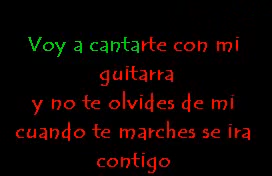 Voy a cantarte con mi
guitarra
y no te olvides de mi
cuando te marches se ira
contigo